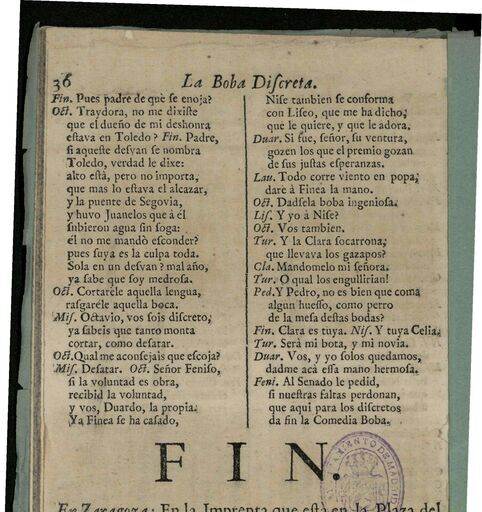 36
La Boba Discreta.
Fin. Pues padre de què se enoja?
Oct. Traydora, no me dixiste
que el dueño de mi deshonra
estava en Toledo? Fin. Padre,
si aqueste desvan se nombra
Toledo, verdad le dixe:
alto està, pero no importa,
que mas lo estava el alcazar,
y la puente de Segovia,
y huvo Juanelos que à èl
subieron agua sin soga:
èl no me mandò esconder?
pues suya es la culpa toda.
Sola en un desvan? mal año,
ya sabe que soy medrosa.
Oct. Cortarèle aquella lengua,
rasgarèle aquella boca.
Mis. Octavio, vos sois discreto,
ya sabeis que tanto monta
cortar, como desatar.
Oct. Qual me aconsejais que escoja?
Mis. Desatar. Oct. Señor Feniso,
si la voluntad es obra,
recibid la voluntad,
y vos, Duardo, la propia.
Ya Finea se ha casado,
Nise tambien se conforma
con Liseo, que me ha dicho,
que le quiere, y que le adora.
Duar. Si fue, señor, su ventura,
gozen los que el premio gozan
de sus justas esperanzas.
Lau. Todo corre viento en popa,
darè à Finea la mano.
Oct. Dadsela boba ingeniosa.
Lis. Y yo à Nise?
Oct. Vos tambien.
Tur. Y la Clara socarrona,
que llevava los gazapos?
Cla. Mandomelo mi señora.
Tur. O qual los engullirian!
Ped. Y Pedro, no es bien que coma
algun huesso, como perro
de la mesa destas bodas?
Fin. Clara es tuya. Nis. Y tuya Celia.
Tur. Serà mi bota, y mi novia.
Duar. Vos, y yo solos quedamos,
dadme acà essa mano hermosa.
Feni. Al Senado le pedid,
si nuestras faltas perdonan,
que aqui para los discretos
da fin la Comedia Boba.
FIN.
En Zaragoza: En la Imprenta que està en la Plaza del